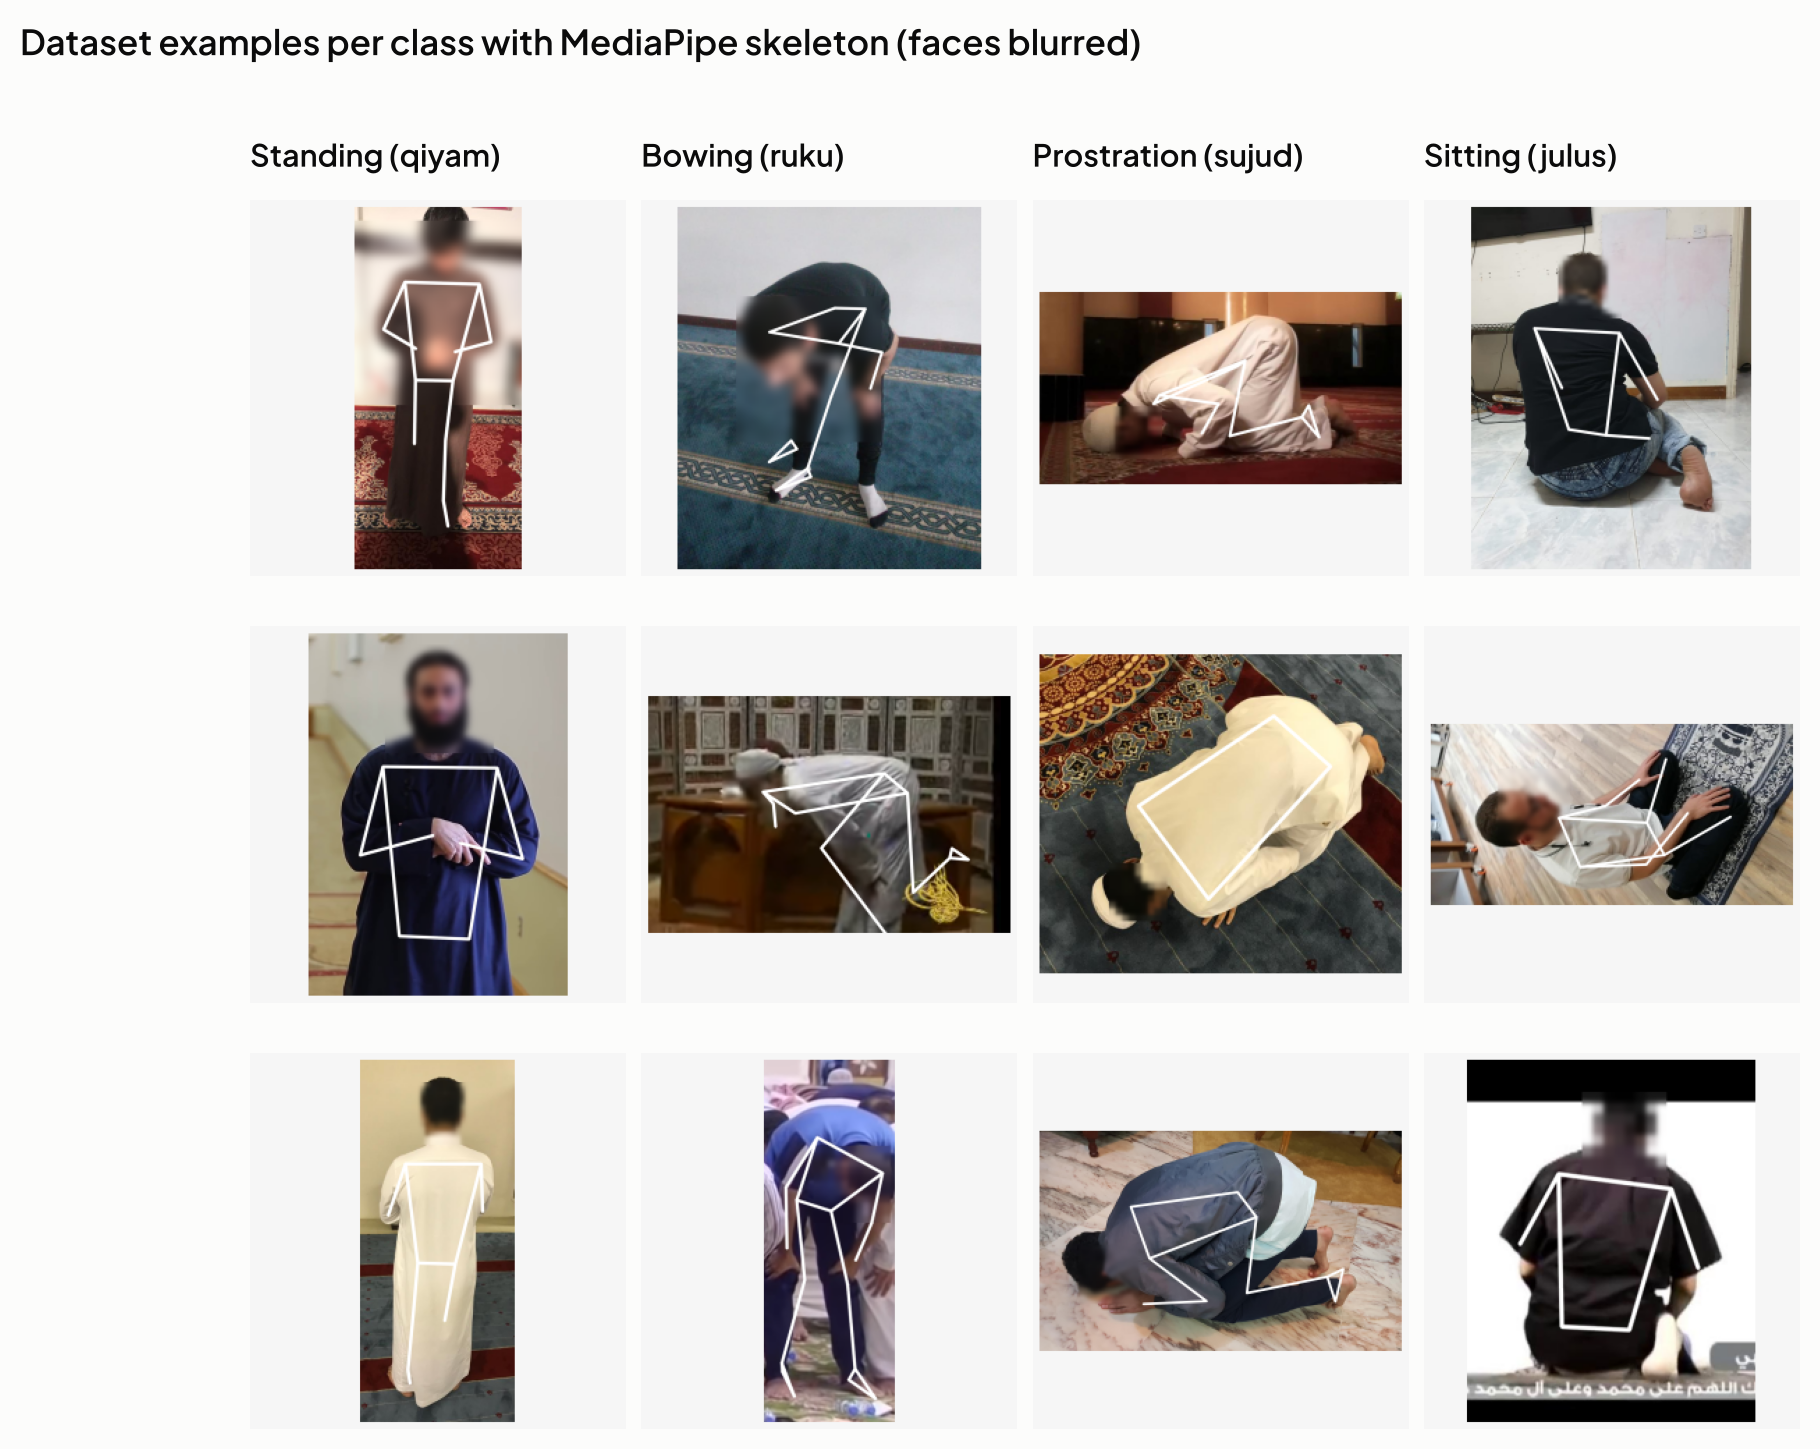 Dataset examples per class with MediaPipe skeleton (faces blurred)
Standing (qiyam)
Bowing (ruku)
Prostration (sujud)
Sitting (julus)
اللهم على محمد وعلى آل محمد